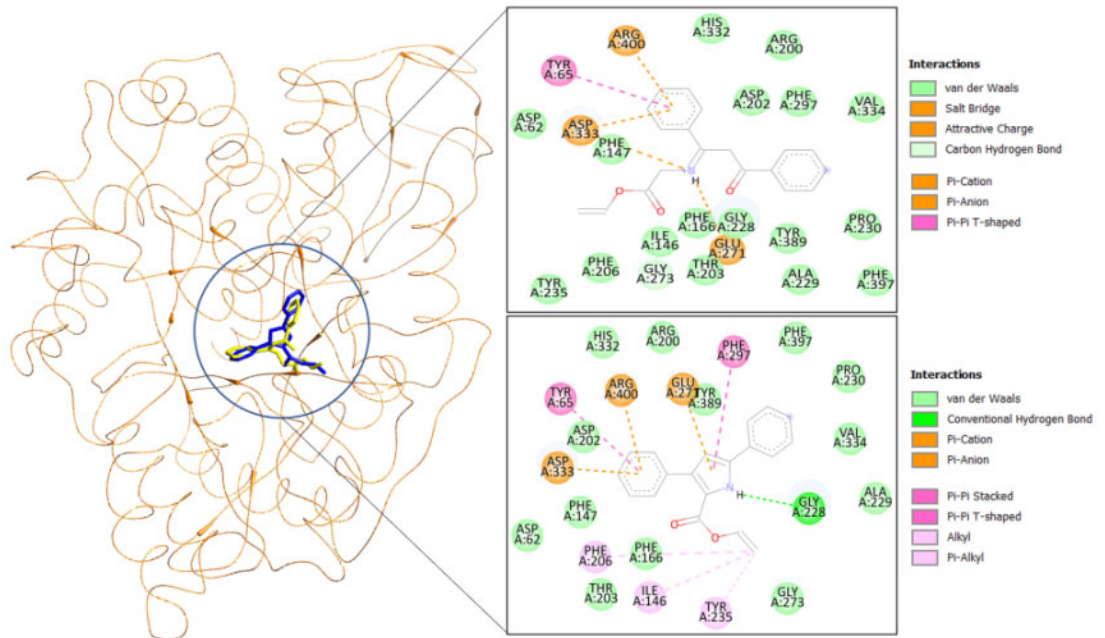 HIS
A:332
ARG
A:400
ARG
A:200
TYR
A:65
ASP
A:202
PHE
A:297
VAL
A:334
ASP
A:62
ASP
A:333
PHE
A:147
N
H
O
O
O
PHE
A:166
GLY
A:228
PRO
A:230
ILE
A:146
GLU
A:271
TYR
A:389
PHE
A:206
GLY
A:273
THR
A:203
TYR
A:235
ALA
A:229
PHE
A:397
Interactions
van der Waals
Salt Bridge
Attractive Charge
Carbon Hydrogen Bond
Pi-Cation
Pi-Anion
Pi-Pi T-shaped
HIS
A:332
ARG
A:200
PHE
A:297
PHE
A:397
TYR
A:65
ARG
A:400
GLU
A:271
TYR
A:389
PRO
A:230
ASP
A:202
VAL
A:334
ASP
A:333
PHE
A:147
N
H
GLY
A:228
ALA
A:229
ASP
A:62
O
O
PHE
A:206
PHE
A:166
THR
A:203
ILE
A:146
TYR
A:235
GLY
A:273
Interactions
van der Waals
Conventional Hydrogen Bond
Pi-Cation
Pi-Anion
Pi-Pi Stacked
Pi-Pi T-shaped
Alkyl
Pi-Alkyl